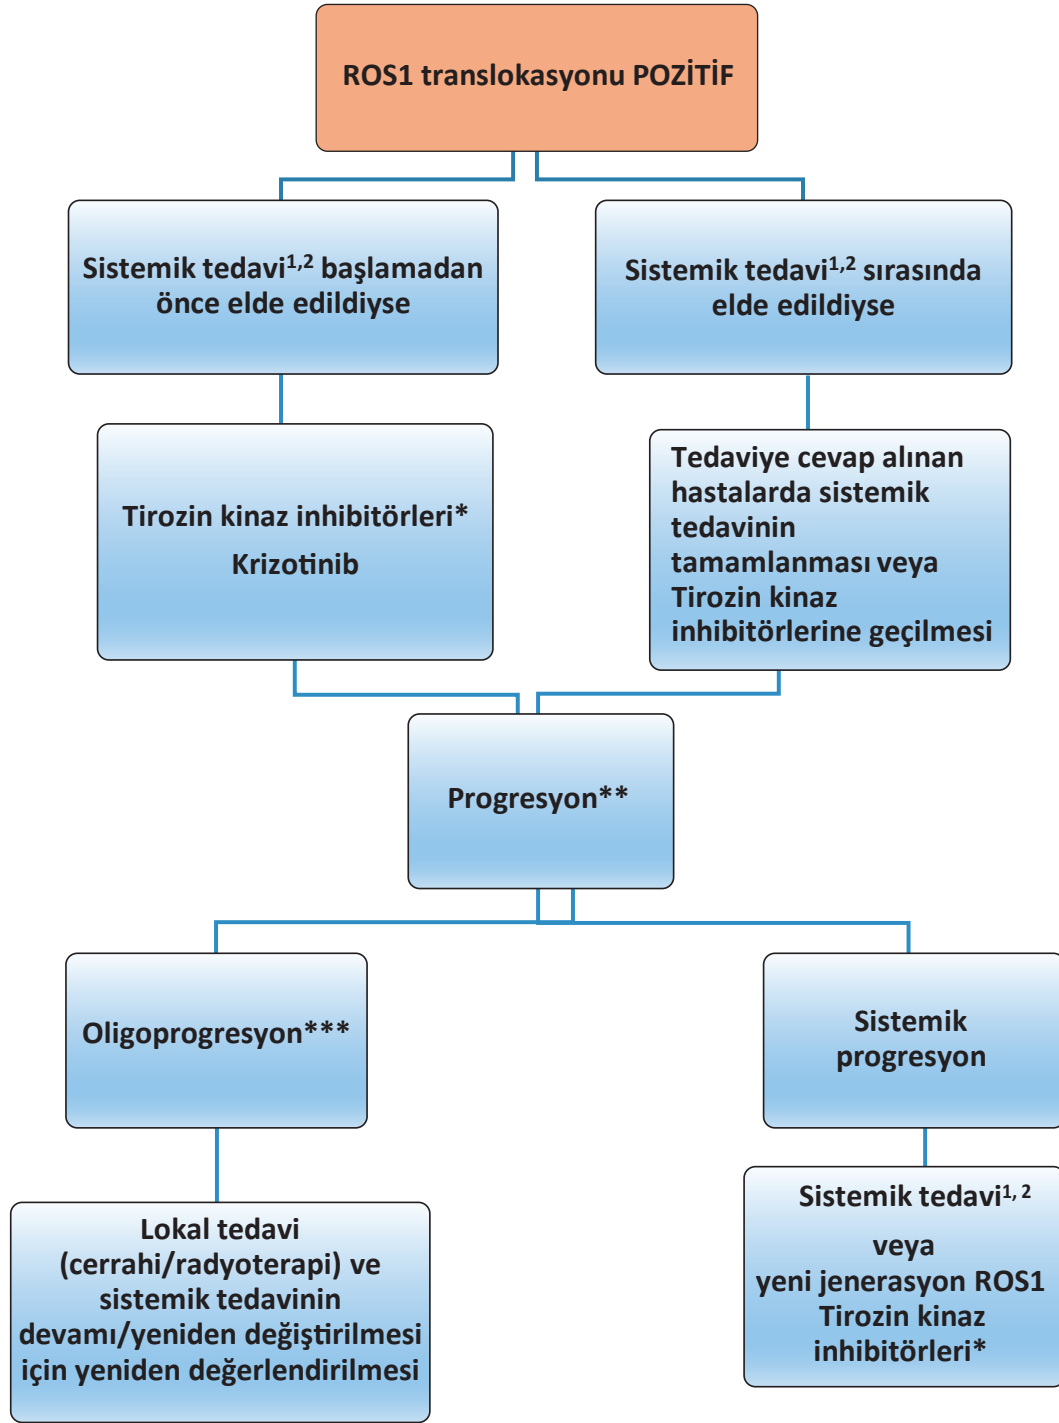 ROS1 translokasyonu POZİTİF
Sistemik tedavi1,2 başlamadan
önce elde edildiyse
Sistemik tedavi1,2 sırasında
elde edildiyse
Tirozin kinaz inhibitörleri*
Krizotinib
Tedaviye cevap alınan
hastalarda sistemik
tedavinin
tamamlanması veya
Tirozin kinaz
inhibitörlerine geçilmesi
Progresyon**
Oligoprogresyon***
Sistemik
progresyon
Lokal tedavi
(cerrahi/radyoterapi) ve
sistemik tedavinin
devamı/yeniden değiştirilmesi
için yeniden değerlendirilmesi
Sistemik tedavi1, 2
veya
yeni jenerasyon ROS1
Tirozin kinaz
inhibitörleri*